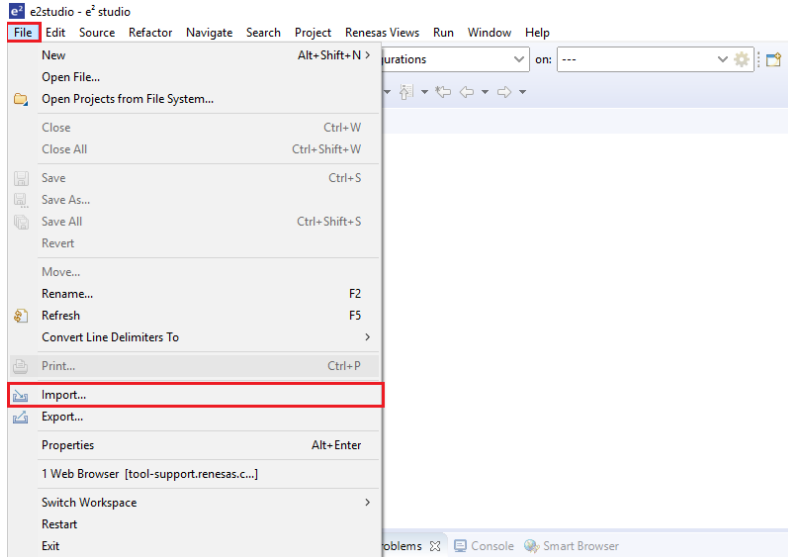 e² e2studio - e² studio
File Edit Source Refactor Navigate Search Project Renesas Views Run Window Help
New Alt+Shift+N >
on: ---
Open File...
Open Projects from File System...
Close Ctrl+W
Close All Ctrl+Shift+W
Save Ctrl+S
Save As...
Save All Ctrl+Shift+S
Revert
Move...
Rename... F2
Refresh F5
Convert Line Delimiters To >
Print... Ctrl+P
Import...
Export...
Properties Alt+Enter
1 Web Browser [tool-support.renesas.c...]
Switch Workspace >
Restart
Exit
Console Smart Browser